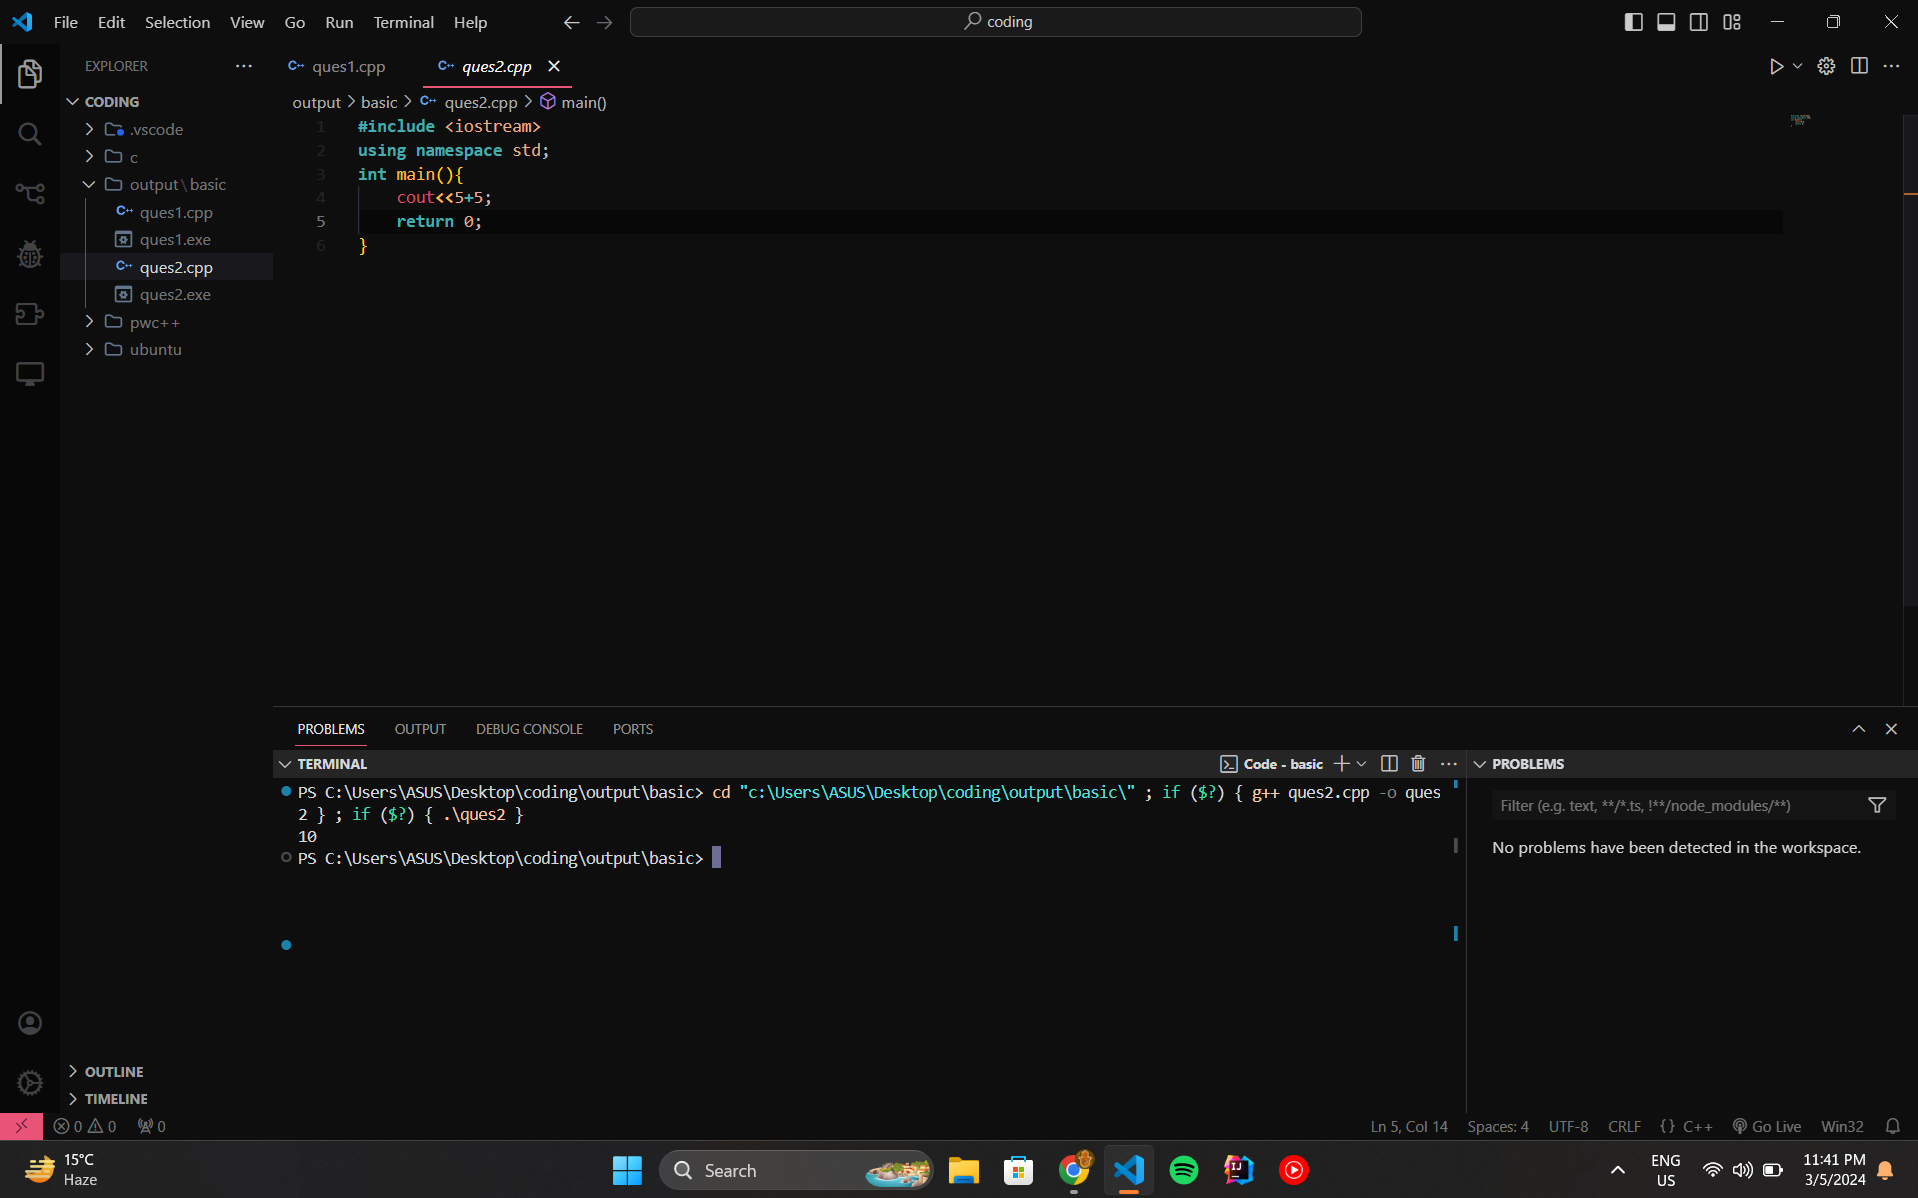 File Edit Selection View Go Run Terminal Help
coding
EXPLORER
CODING
.vscode
c
output\basic
ques1.cpp
ques1.exe
ques2.cpp
ques2.exe
pwc++
ubuntu
OUTLINE
TIMELINE
C++ ques1.cpp C++ ques2.cpp
output > basic > C++ ques2.cpp > main()
1 #include <iostream>
2 using namespace std;
3 int main(){
4 cout<<5+5;
5 return 0;
6 }
PROBLEMS OUTPUT DEBUG CONSOLE PORTS
TERMINAL Code - basic
PS C:\Users\ASUS\Desktop\coding\output\basic> cd "c:\Users\ASUS\Desktop\coding\output\basic\" ; if ($?) { g++ ques2.cpp -o ques
2 } ; if ($?) { .\ques2 }
10
PS C:\Users\ASUS\Desktop\coding\output\basic>
PROBLEMS
Filter (e.g. text, **/*.ts, !**/node_modules/**)
No problems have been detected in the workspace.
0 0 0 Ln 5, Col 14 Spaces: 4 UTF-8 CRLF {} C++ Go Live Win32
15°C
Haze
Search
ENG
US
11:41 PM
3/5/2024